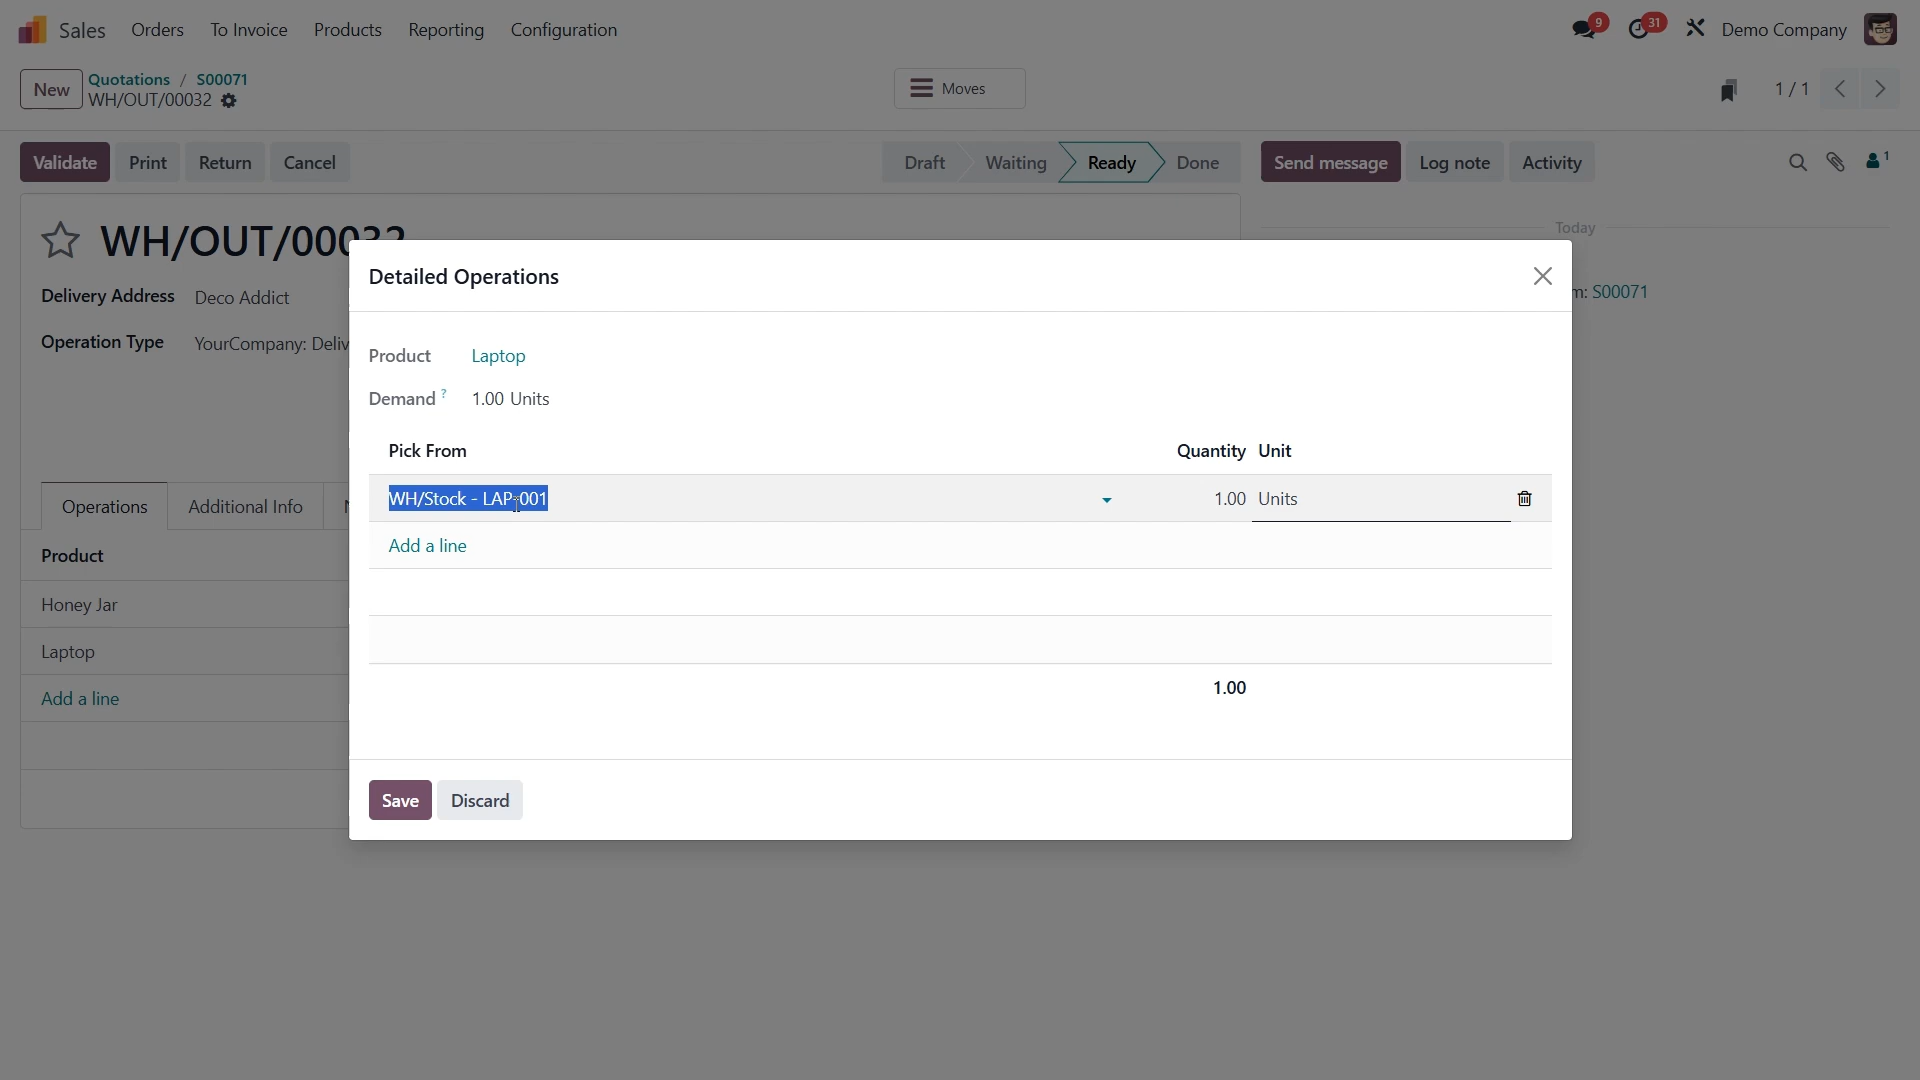 Sales Orders To Invoice Products Reporting Configuration 9 31 Demo Company
New Quotations / S00071
WH/OUT/00032
Moves
1 / 1
Validate Print Return Cancel Draft Waiting Ready Done Send message Log note Activity 1
WH/OUT/00032
Today
Delivery Address Deco Addict
m: S00071
Operation Type YourCompany: Deliv
Detailed Operations
Product Laptop
Demand ? 1.00 Units
Pick From Quantity Unit
WH/Stock - LAP-001 1.00 Units
Add a line
1.00
Save Discard
Operations Additional Info N
Product
Honey Jar
Laptop
Add a line